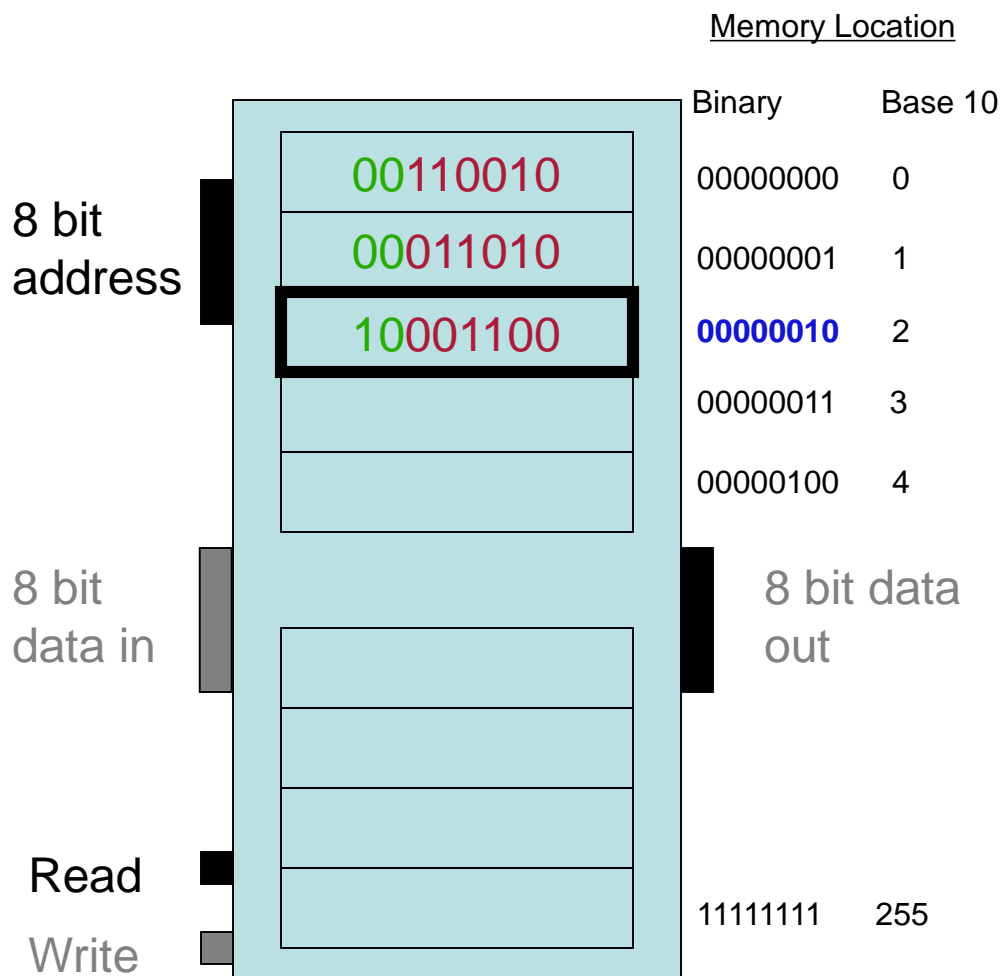 Memory Location
Binary Base 10
00110010 00000000 0
8 bit
address
00011010 00000001 1
10001100 00000010 2
00000011 3
00000100 4
8 bit
data in
8 bit data
out
Read
11111111 255
Write